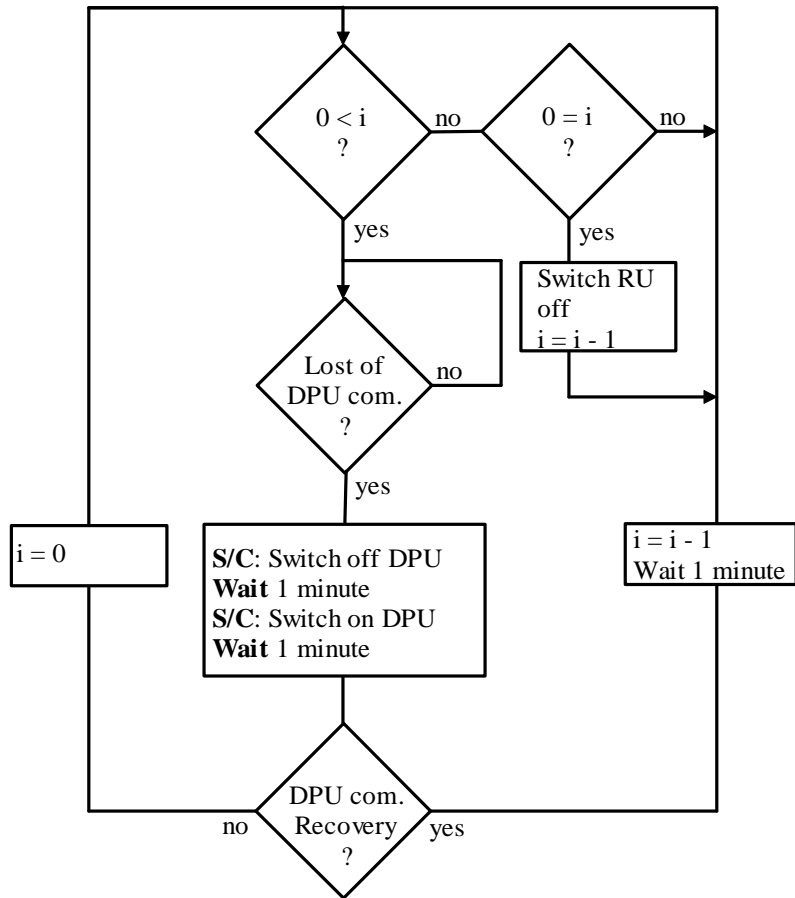 0 < i
?
no
0 = i
?
no
yes
yes
Switch RU
off
i = i - 1
Lost of
DPU com.
?
no
yes
i = 0
S/C: Switch off DPU
Wait 1 minute
S/C: Switch on DPU
Wait 1 minute
i = i - 1
Wait 1 minute
DPU com.
Recovery
?
no
yes